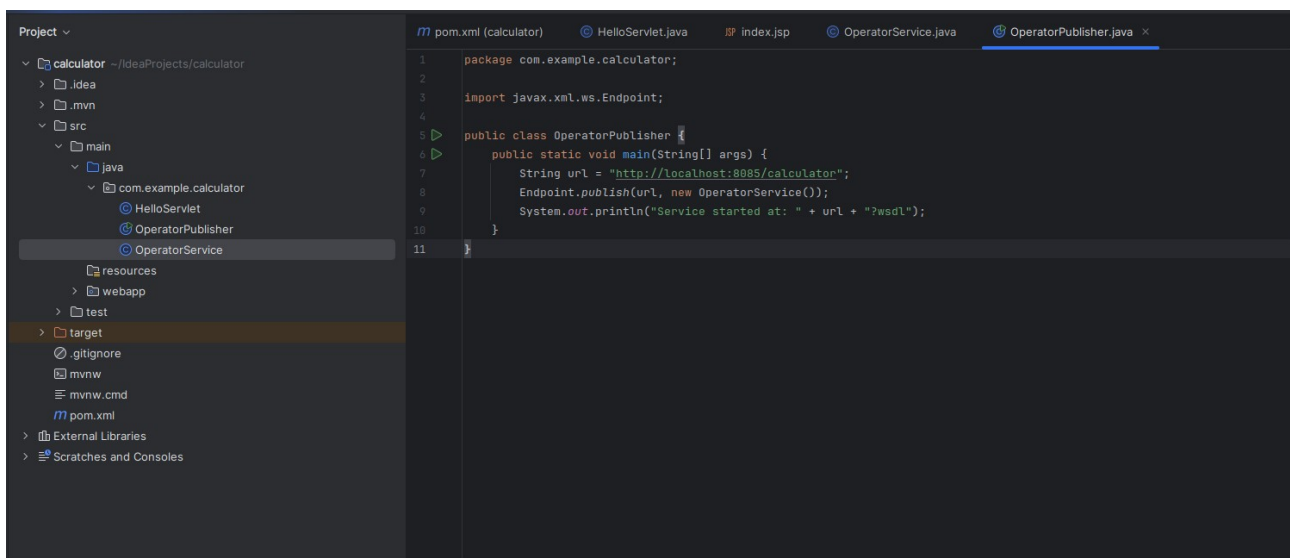 Project
calculator ~/IdeaProjects/calculator
.idea
.mvn
src
main
java
com.example.calculator
HelloServlet
OperatorPublisher
OperatorService
resources
webapp
test
target
.gitignore
mvnw
mvnw.cmd
pom.xml
External Libraries
Scratches and Consoles
pom.xml (calculator) HelloServlet.java JSP index.jsp OperatorService.java OperatorPublisher.java
1 package com.example.calculator;
2
3 import javax.xml.ws.Endpoint;
4
5 public class OperatorPublisher {
6 public static void main(String[] args) {
7 String url = "http://localhost:8085/calculator";
8 Endpoint.publish(url, new OperatorService());
9 System.out.println("Service started at: " + url + "?wsdl");
10 }
11 }